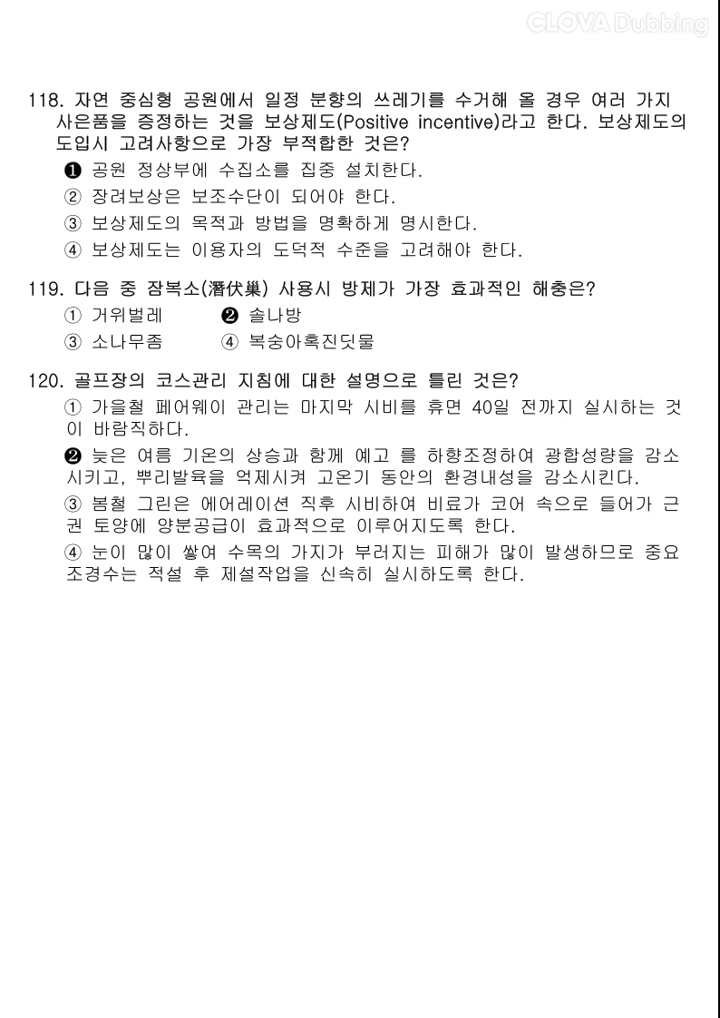 CLOVA Dubbing
118. 자연 중심형 공원에서 일정 분향의 쓰레기를 수거해 올 경우 여러 가지
사은품을 증정하는 것을 보상제도(Positive incentive)라고 한다. 보상제도의
도입시 고려사항으로 가장 부적합한 것은?
❶ 공원 정상부에 수집소를 집중 설치한다.
② 장려보상은 보조수단이 되어야 한다.
③ 보상제도의 목적과 방법을 명확하게 명시한다.
④ 보상제도는 이용자의 도덕적 수준을 고려해야 한다.
119. 다음 중 잠복소(潛伏巢) 사용시 방제가 가장 효과적인 해충은?
① 거위벌레 ❷ 솔나방
③ 소나무좀 ④ 복숭아혹진딧물
120. 골프장의 코스관리 지침에 대한 설명으로 틀린 것은?
① 가을철 페어웨이 관리는 마지막 시비를 휴면 40일 전까지 실시하는 것
이 바람직하다.
❷ 늦은 여름 기온의 상승과 함께 예고 를 하향조정하여 광합성량을 감소
시키고, 뿌리발육을 억제시켜 고온기 동안의 환경내성을 감소시킨다.
③ 봄철 그린은 에어레이션 직후 시비하여 비료가 코어 속으로 들어가 근
권 토양에 양분공급이 효과적으로 이루어지도록 한다.
④ 눈이 많이 쌓여 수목의 가지가 부러지는 피해가 많이 발생하므로 중요
조경수는 적설 후 제설작업을 신속히 실시하도록 한다.